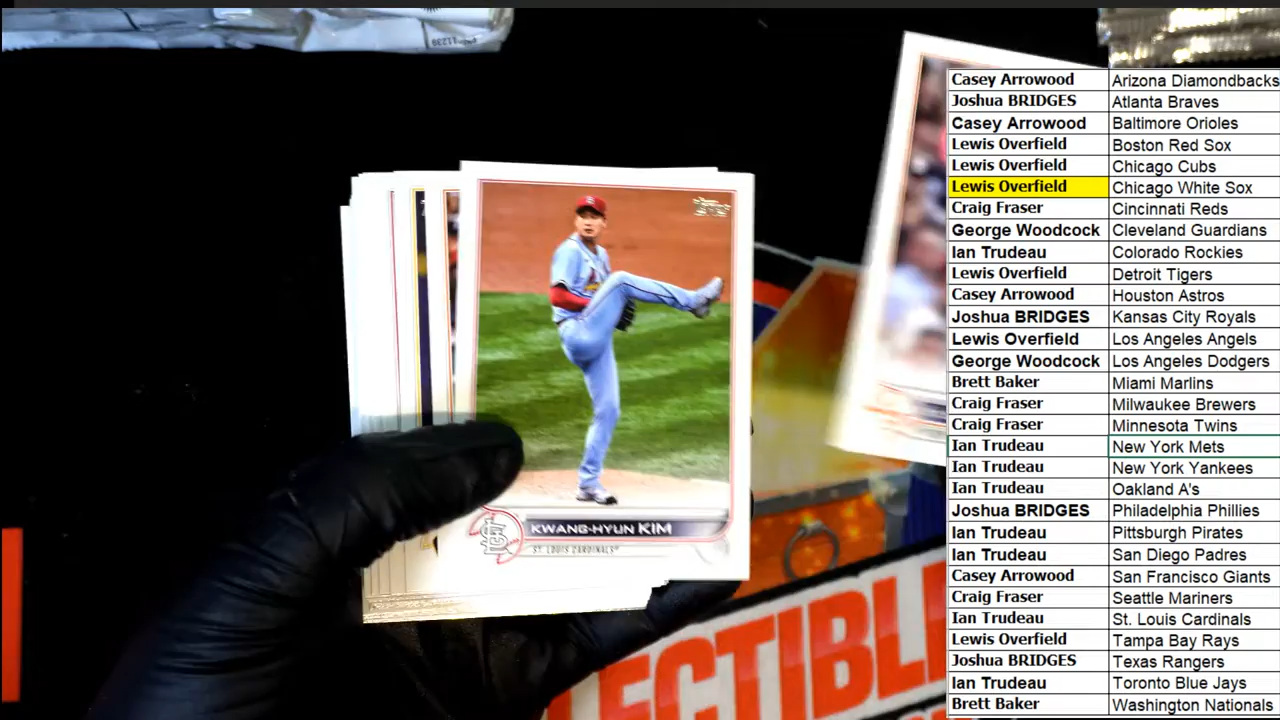 KWANG-HYUN KIM
ST. LOUIS CARDINALS
ECTIBLE
Casey Arrowood Arizona Diamondbacks
Joshua BRIDGES Atlanta Braves
Casey Arrowood Baltimore Orioles
Lewis Overfield Boston Red Sox
Lewis Overfield Chicago Cubs
Lewis Overfield Chicago White Sox
Craig Fraser Cincinnati Reds
George Woodcock Cleveland Guardians
Ian Trudeau Colorado Rockies
Lewis Overfield Detroit Tigers
Casey Arrowood Houston Astros
Joshua BRIDGES Kansas City Royals
Lewis Overfield Los Angeles Angels
George Woodcock Los Angeles Dodgers
Brett Baker Miami Marlins
Craig Fraser Milwaukee Brewers
Craig Fraser Minnesota Twins
Ian Trudeau New York Mets
Ian Trudeau New York Yankees
Ian Trudeau Oakland A's
Joshua BRIDGES Philadelphia Phillies
Ian Trudeau Pittsburgh Pirates
Ian Trudeau San Diego Padres
Casey Arrowood San Francisco Giants
Craig Fraser Seattle Mariners
Ian Trudeau St. Louis Cardinals
Lewis Overfield Tampa Bay Rays
Joshua BRIDGES Texas Rangers
Ian Trudeau Toronto Blue Jays
Brett Baker Washington Nationals